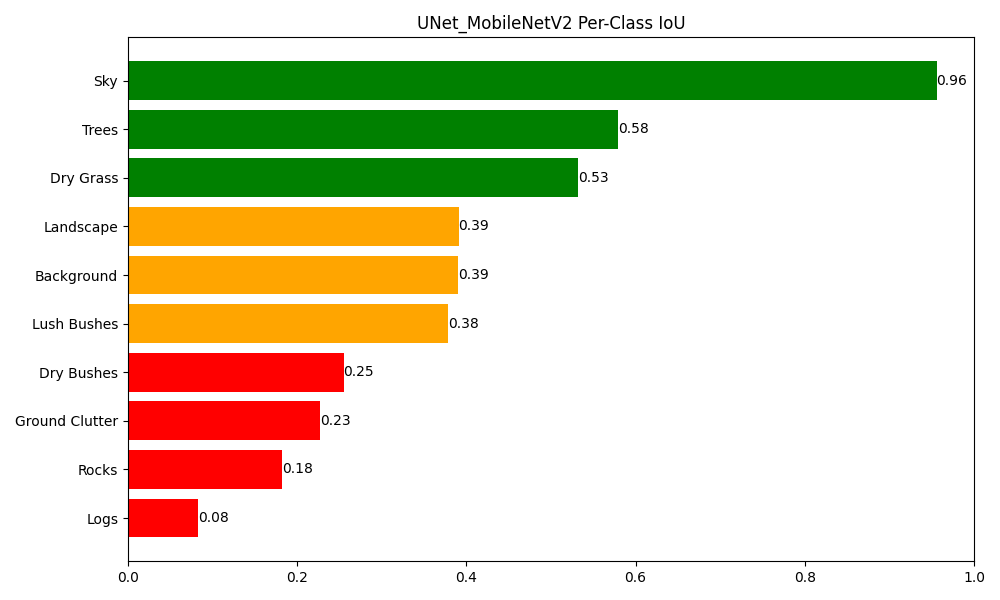 UNet_MobileNetV2 Per-Class IoU
Sky 0.96
Trees 0.58
Dry Grass 0.53
Landscape 0.39
Background 0.39
Lush Bushes 0.38
Dry Bushes 0.25
Ground Clutter 0.23
Rocks 0.18
Logs 0.08
0.0 0.2 0.4 0.6 0.8 1.0